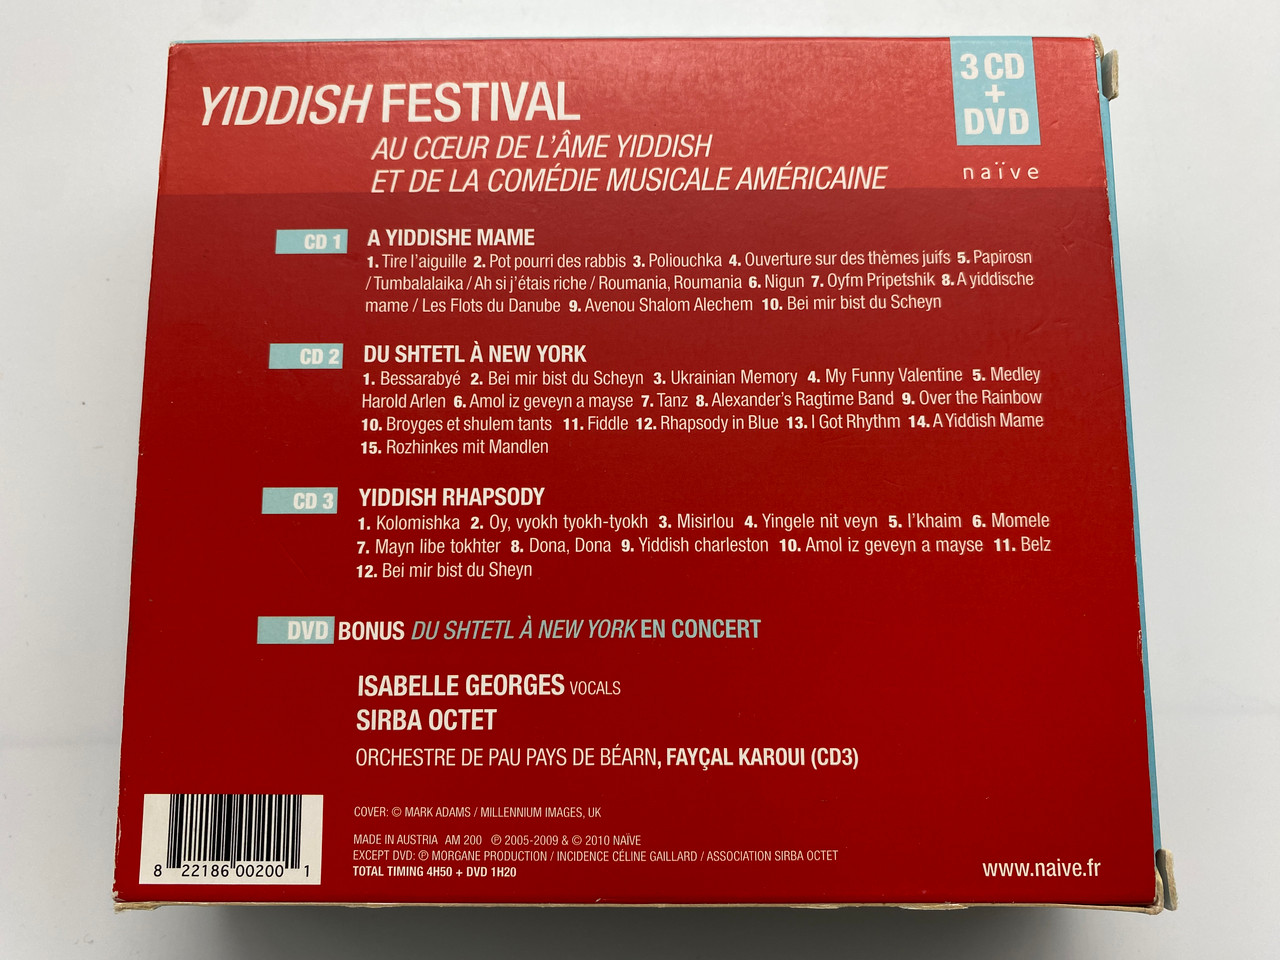 YIDDISH FESTIVAL
AU CŒUR DE L'ÂME YIDDISH
ET DE LA COMÉDIE MUSICALE AMÉRICAINE
3 CD
+
DVD
naïve
CD 1 A YIDDISHE MAME
1. Tire l'aiguille 2. Pot pourri des rabbis 3. Poliouchka 4. Ouverture sur des thèmes juifs 5. Papirosn
/ Tumbalalaika / Ah si j'étais riche / Roumania, Roumania 6. Nigun 7. Oyfm Pripetshik 8. A yiddische
mame / Les Flots du Danube 9. Avenou Shalom Alechem 10. Bei mir bist du Scheyn
CD 2 DU SHTETL À NEW YORK
1. Bessarabyé 2. Bei mir bist du Scheyn 3. Ukrainian Memory 4. My Funny Valentine 5. Medley
Harold Arlen 6. Amol iz geveyn a mayse 7. Tanz 8. Alexander's Ragtime Band 9. Over the Rainbow
10. Broyges et shulem tants 11. Fiddle 12. Rhapsody in Blue 13. I Got Rhythm 14. A Yiddish Mame
15. Rozhinkes mit Mandlen
CD 3 YIDDISH RHAPSODY
1. Kolomishka 2. Oy, vyokh tyokh-tyokh 3. Misirlou 4. Yingele nit veyn 5. l'khaim 6. Momele
7. Mayn libe tokhter 8. Dona, Dona 9. Yiddish charleston 10. Amol iz geveyn a mayse 11. Belz
12. Bei mir bist du Sheyn
DVD BONUS DU SHTETL À NEW YORK EN CONCERT
ISABELLE GEORGES VOCALS
SIRBA OCTET
ORCHESTRE DE PAU PAYS DE BÉARN, FAYÇAL KAROUI (CD3)
COVER: © MARK ADAMS / MILLENNIUM IMAGES, UK
MADE IN AUSTRIA AM 200 ℗ 2005-2009 & © 2010 NAÏVE
EXCEPT DVD: ℗ MORGANE PRODUCTION / INCIDENCE CÉLINE GAILLARD / ASSOCIATION SIRBA OCTET
TOTAL TIMING 4H50 + DVD 1H20
8 22186 00200 1
www.naive.fr